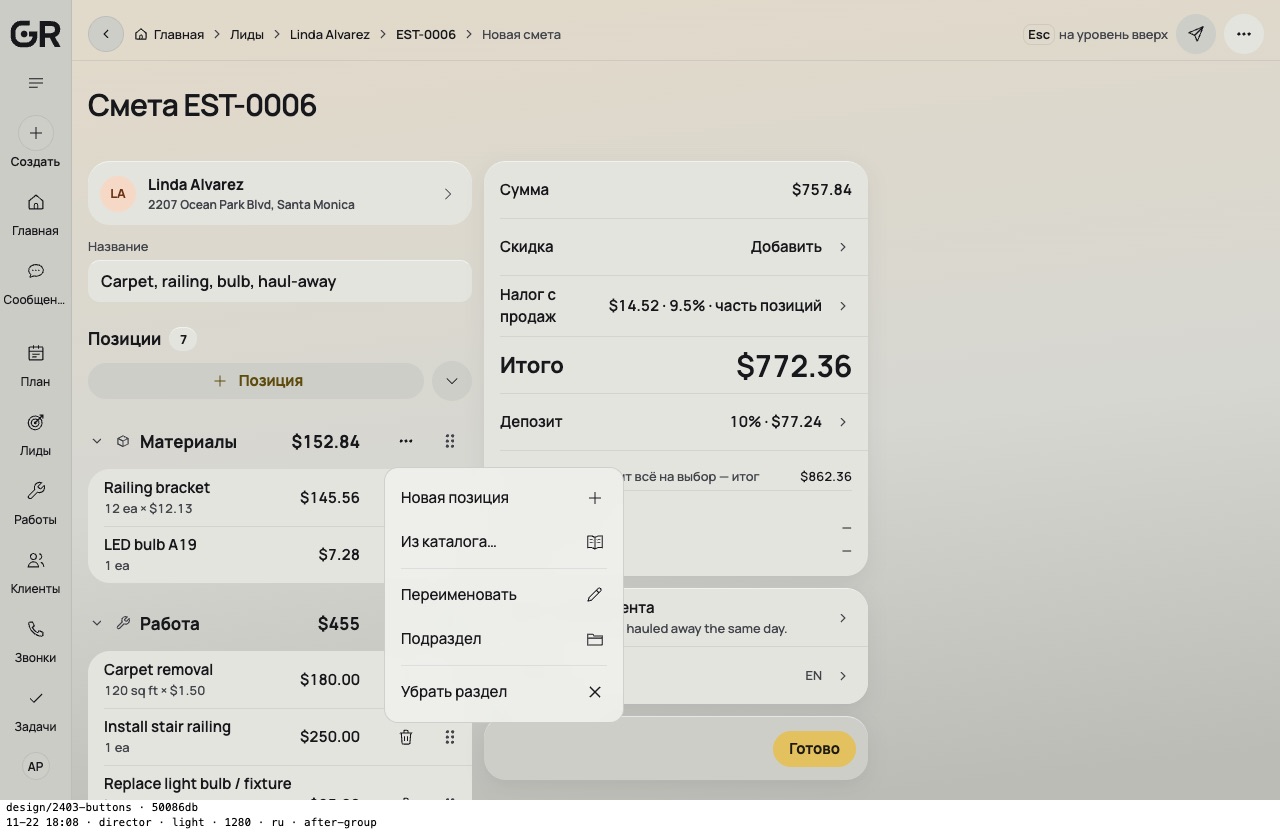 GR
Главная
Лиды
Linda Alvarez
EST-0006
Новая смета
Esc на уровень вверх
Смета EST-0006
Создать
Главная
Сообщен…
План
Лиды
Работы
Клиенты
Звонки
Задачи
AP
LA
Linda Alvarez
2207 Ocean Park Blvd, Santa Monica
Название
Carpet, railing, bulb, haul-away
Позиции 7
Позиция
Материалы $152.84
Railing bracket
12 ea × $12.13
$145.56
LED bulb A19
1 ea
$7.28
Работа $455
Carpet removal
120 sq ft × $1.50
$180.00
Install stair railing
1 ea
$250.00
Replace light bulb / fixture
Новая позиция
Из каталога…
Переименовать
Подраздел
Убрать раздел
Сумма $757.84
Скидка Добавить
Налог с
продаж
$14.52 · 9.5% · часть позиций
Итого $772.36
Депозит 10% · $77.24
всё на выбор — итог $862.36
–
–
hauled away the same day.
EN
Готово
design/2403-buttons · 50086db
11-22 18:08 · director · light · 1280 · ru · after-group